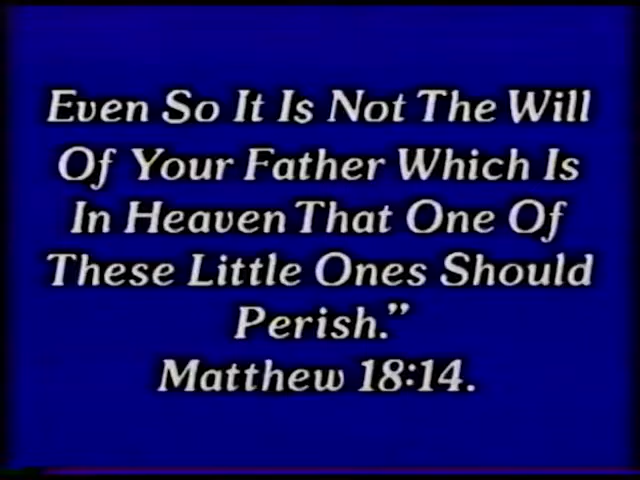 Even So It Is Not The Will
Of Your Father Which Is
In Heaven That One Of
These Little Ones Should
Perish.”
Matthew 18:14.